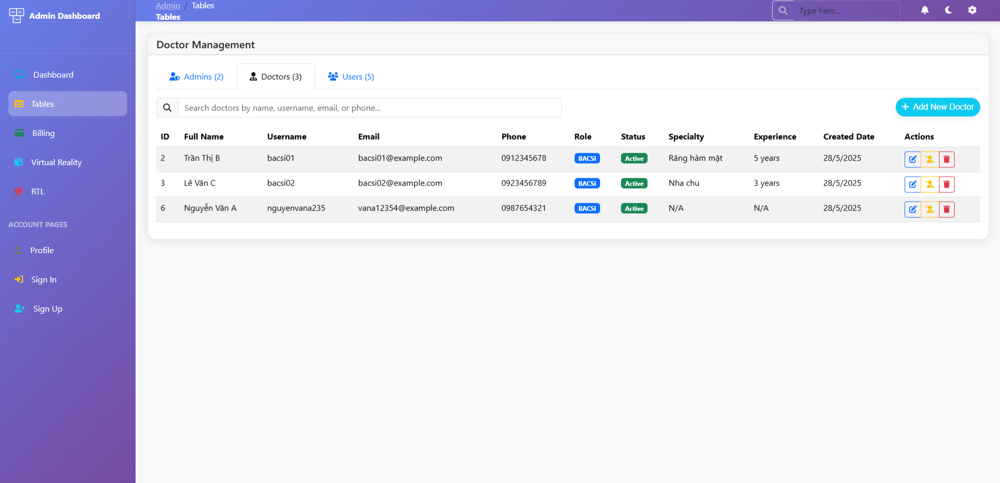 Admin Dashboard
Dashboard
Tables
Billing
Virtual Reality
RTL
ACCOUNT PAGES
Profile
Sign In
Sign Up
Admin / Tables
Tables
Type here...
Doctor Management
Admins (2) Doctors (3) Users (5)
Search doctors by name, username, email, or phone...
Add New Doctor
ID Full Name Username Email Phone Role Status Specialty Experience Created Date Actions
2 Trần Thị B bacsi01 bacsi01@example.com 0912345678 BACSI Active Răng hàm mặt 5 years 28/5/2025
3 Lê Văn C bacsi02 bacsi02@example.com 0923456789 BACSI Active Nha chu 3 years 28/5/2025
6 Nguyễn Văn A nguyenvana235 vana12354@example.com 0987654321 BACSI Active N/A N/A 28/5/2025